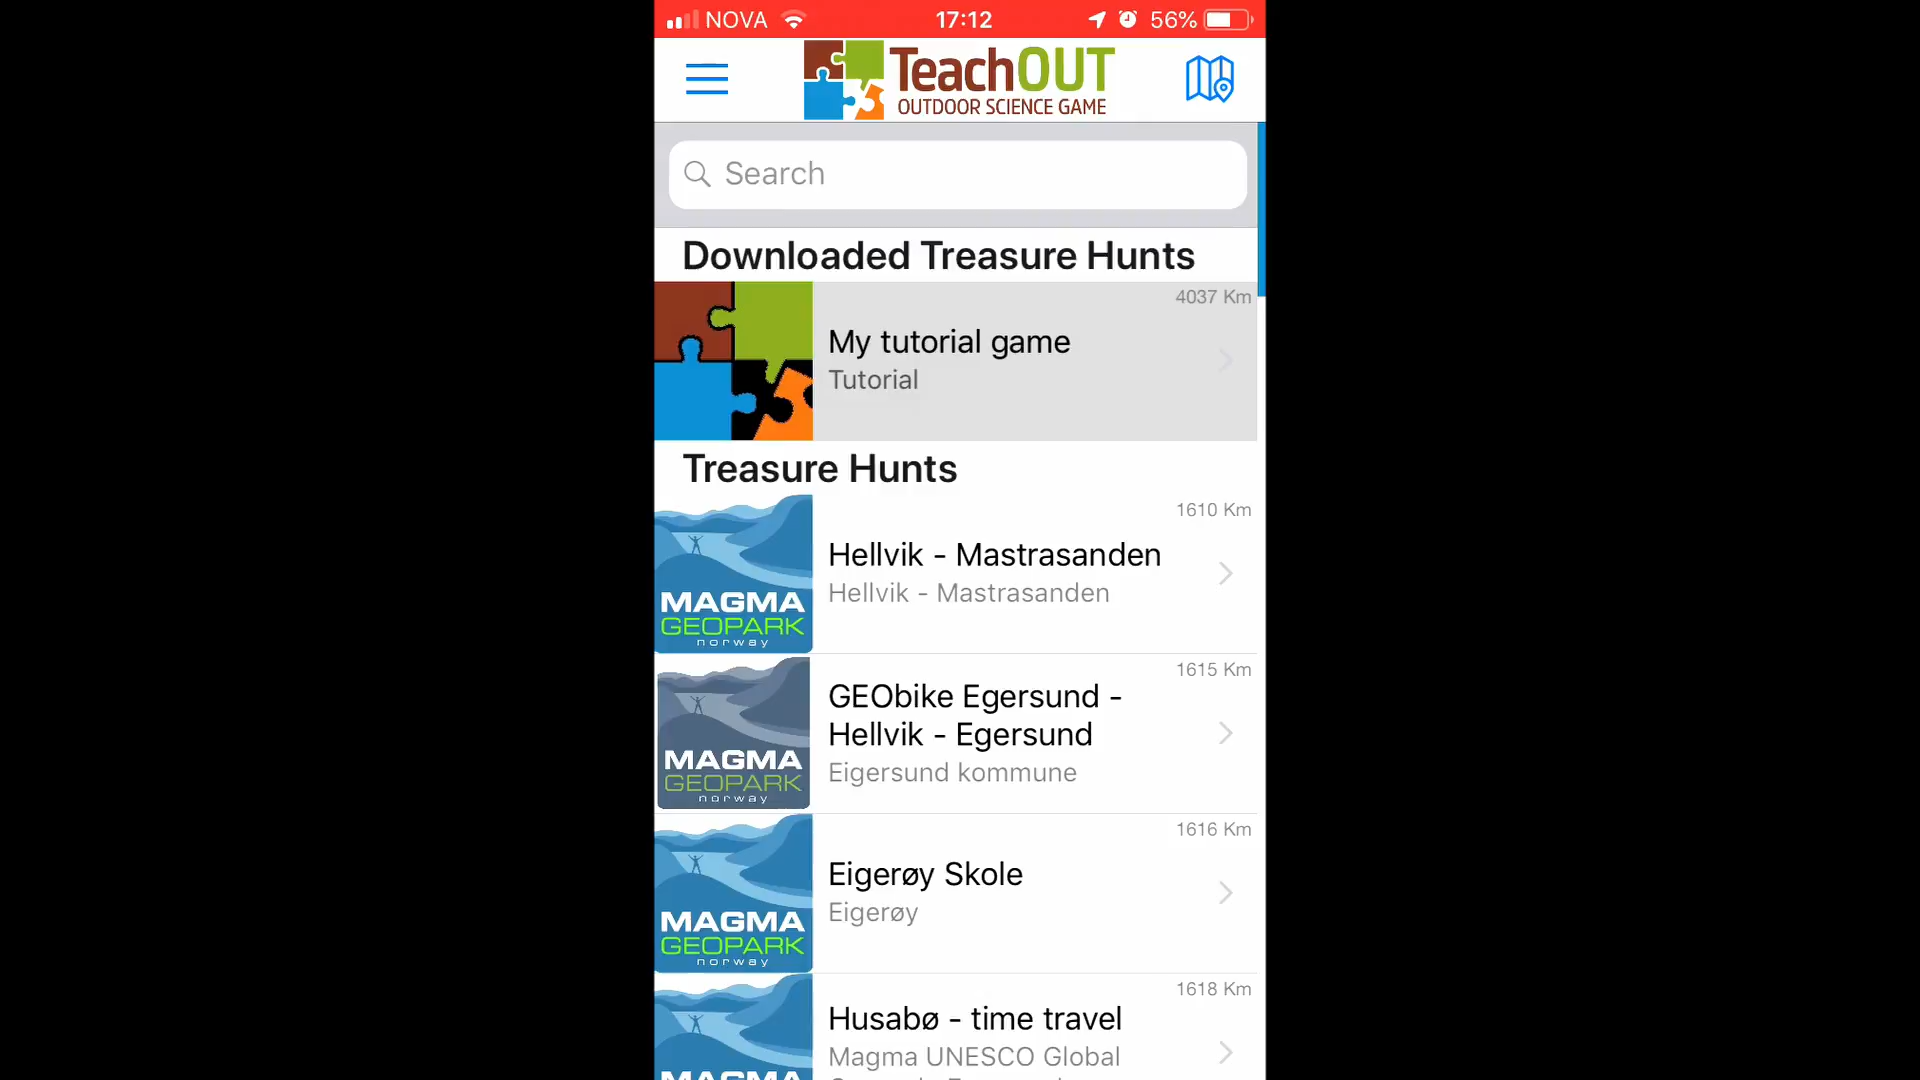 NOVA 17:12 56%
TeachOUT
OUTDOOR SCIENCE GAME
Search
Downloaded Treasure Hunts
4037 Km
My tutorial game
Tutorial
Treasure Hunts
1610 Km
Hellvik - Mastrasanden
Hellvik - Mastrasanden
MAGMA
GEOPARK
norway
1615 Km
GEObike Egersund -
Hellvik - Egersund
Eigersund kommune
MAGMA
GEOPARK
norway
1616 Km
Eigerøy Skole
Eigerøy
MAGMA
GEOPARK
norway
1618 Km
Husabø - time travel
Magma UNESCO Global
MAGMA